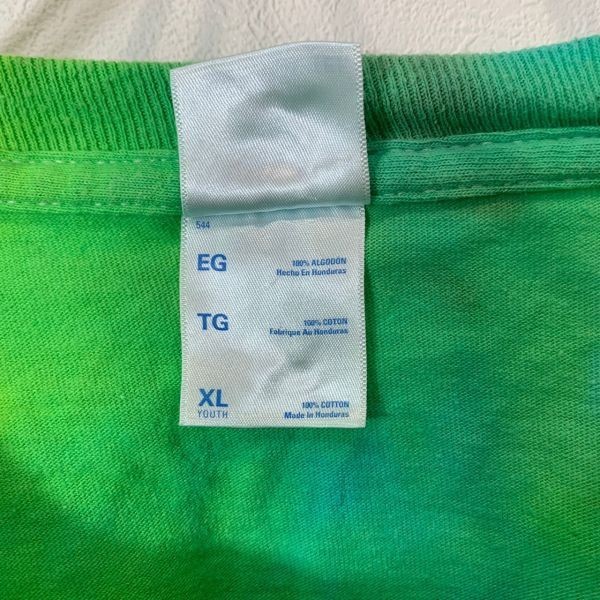 544
EG
100% ALGODÓN
Hecho En Honduras
TG
100% COTON
Fabrique Au Honduras
XL
YOUTH
100% COTTON
Made in Honduras